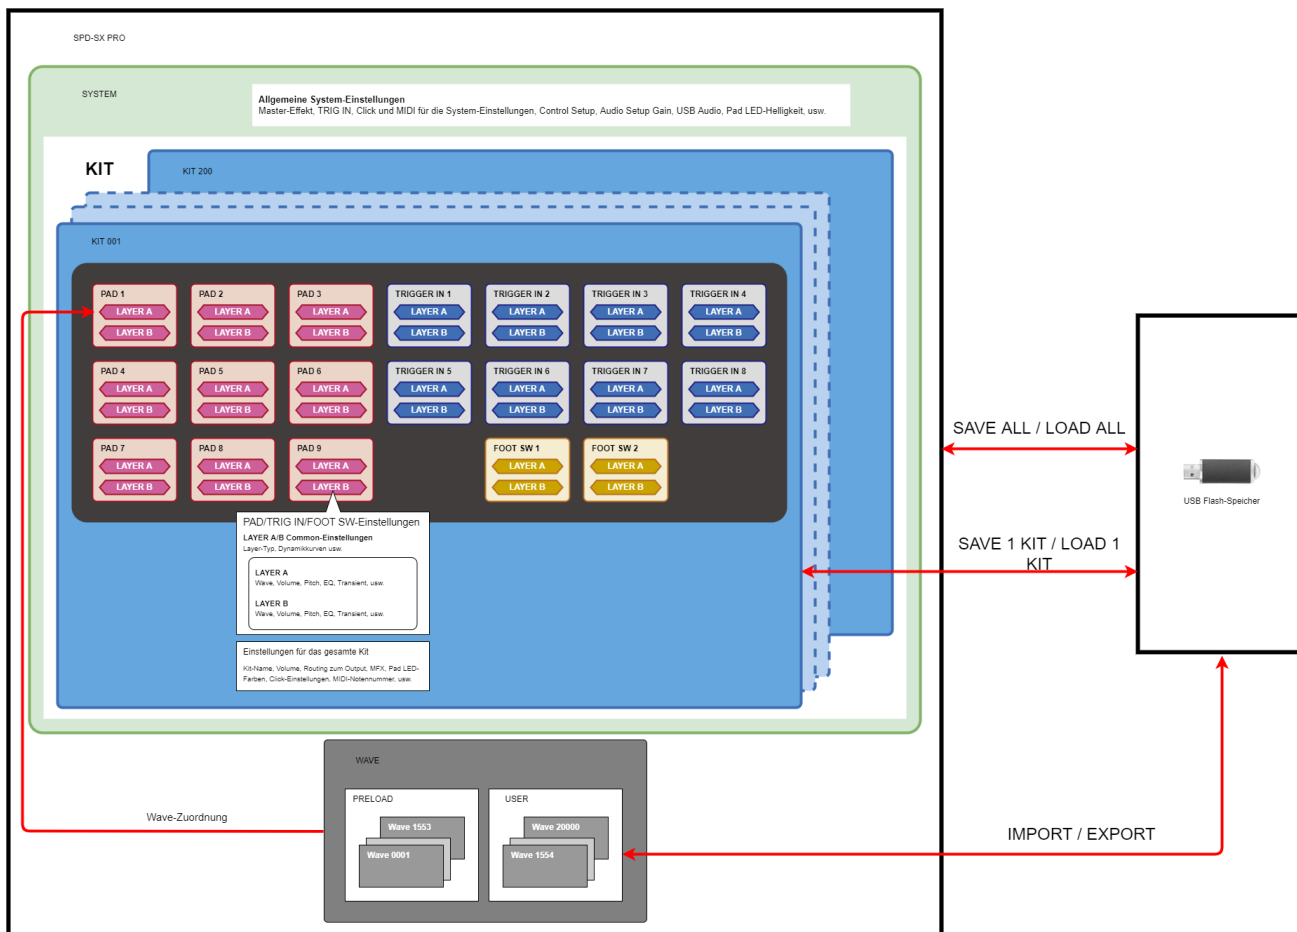 SPD-SX PRO
SYSTEM
Allgemeine System-Einstellungen
Master-Effekt, TRIG IN, Click und MIDI für die System-Einstellungen, Control Setup, Audio Setup Gain, USB Audio, Pad LED-Helligkeit, usw.
KIT
KIT 200
KIT 001
PAD 1
LAYER A
LAYER B
PAD 2
LAYER A
LAYER B
PAD 3
LAYER A
LAYER B
TRIGGER IN 1
LAYER A
LAYER B
TRIGGER IN 2
LAYER A
LAYER B
TRIGGER IN 3
LAYER A
LAYER B
TRIGGER IN 4
LAYER A
LAYER B
PAD 4
LAYER A
LAYER B
PAD 5
LAYER A
LAYER B
PAD 6
LAYER A
LAYER B
TRIGGER IN 5
LAYER A
LAYER B
TRIGGER IN 6
LAYER A
LAYER B
TRIGGER IN 7
LAYER A
LAYER B
TRIGGER IN 8
LAYER A
LAYER B
PAD 7
LAYER A
LAYER B
PAD 8
LAYER A
LAYER B
PAD 9
LAYER A
LAYER B
FOOT SW 1
LAYER A
LAYER B
FOOT SW 2
LAYER A
LAYER B
PAD/TRIG IN/FOOT SW-Einstellungen
LAYER A/B Common-Einstellungen
Layer-Typ, Dynamikkurven usw.
LAYER A
Wave, Volume, Pitch, EQ, Transient, usw.
LAYER B
Wave, Volume, Pitch, EQ, Transient, usw.
Einstellungen für das gesamte Kit
Kit-Name, Volume, Routing zum Output, MFX, Pad LED-
Farben, Click-Einstellungen, MIDI-Notennummer, usw.
SAVE ALL / LOAD ALL
SAVE 1 KIT / LOAD 1
KIT
USB Flash-Speicher
WAVE
PRELOAD
Wave 1553
Wave 0001
USER
Wave 20000
Wave 1554
Wave-Zuordnung
IMPORT / EXPORT